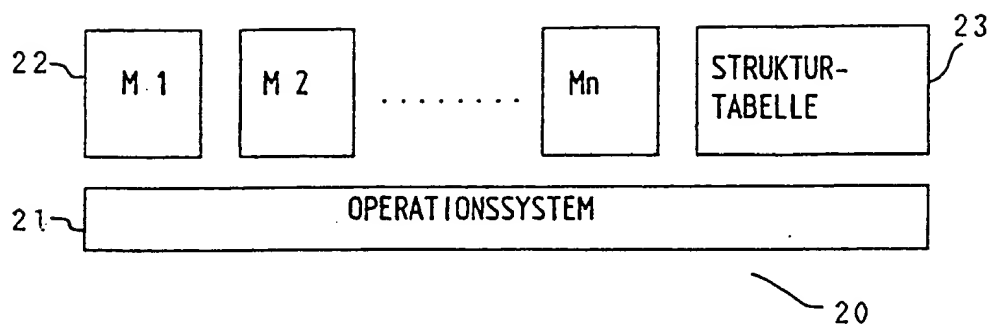 23
22 M 1 M 2 ........ Mn STRUKTUR-
TABELLE
21 OPERATIONSSYSTEM
20